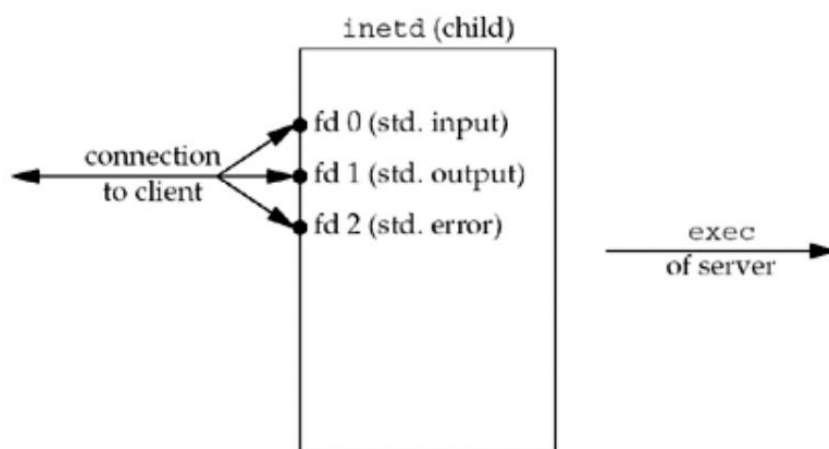 inetd (child)
fd 0 (std. input)
connection
to client
fd 1 (std. output)
fd 2 (std. error)
exec
of server